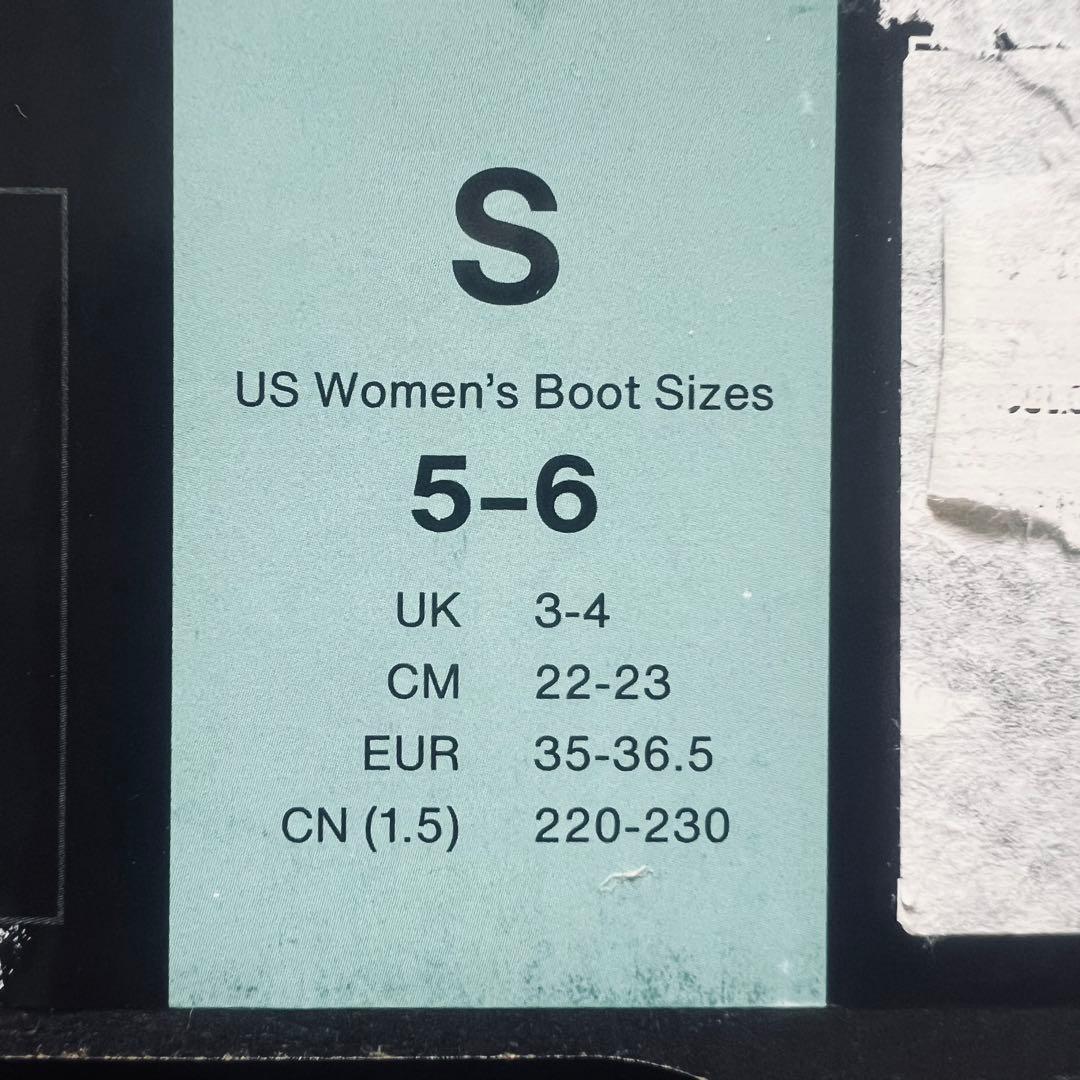 S
US Women’s Boot Sizes
5–6
UK 3-4
CM 22-23
EUR 35-36.5
CN (1.5) 220-230